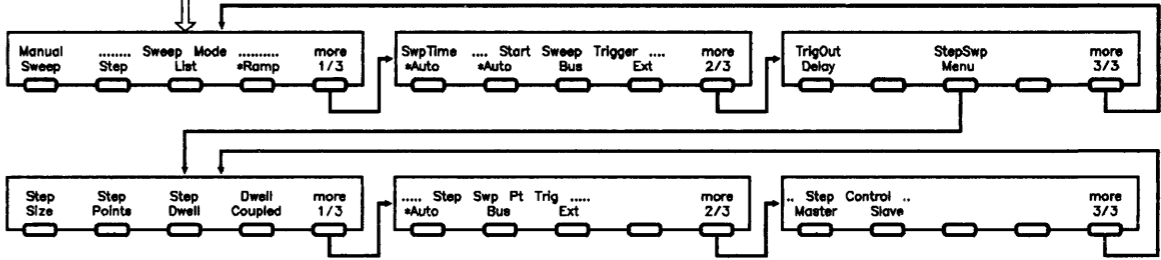 Manual ........ Sweep Mode .......... more
Sweep Step List *Ramp 1/3
SwpTime .... Start Sweep Trigger .... more
*Auto *Auto Bus Ext 2/3
TrigOut StepSwp more
Delay Menu 3/3
Step Step Step Dwell more
Size Points Dwell Coupled 1/3
..... Step Swp Pt Trig ..... more
*Auto Bus Ext 2/3
.. Step Control .. more
Master Slave 3/3